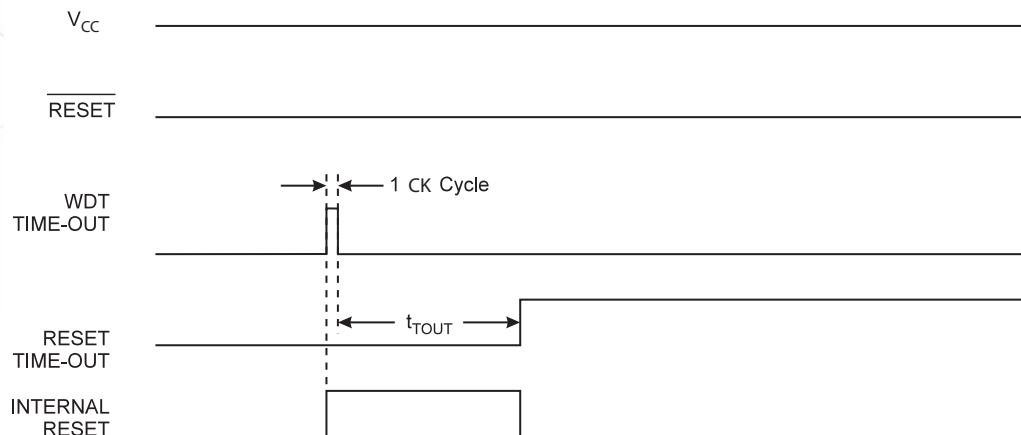 VCC
RESET
1 CK Cycle
WDT
TIME-OUT
tTOUT
RESET
TIME-OUT
INTERNAL
RESET